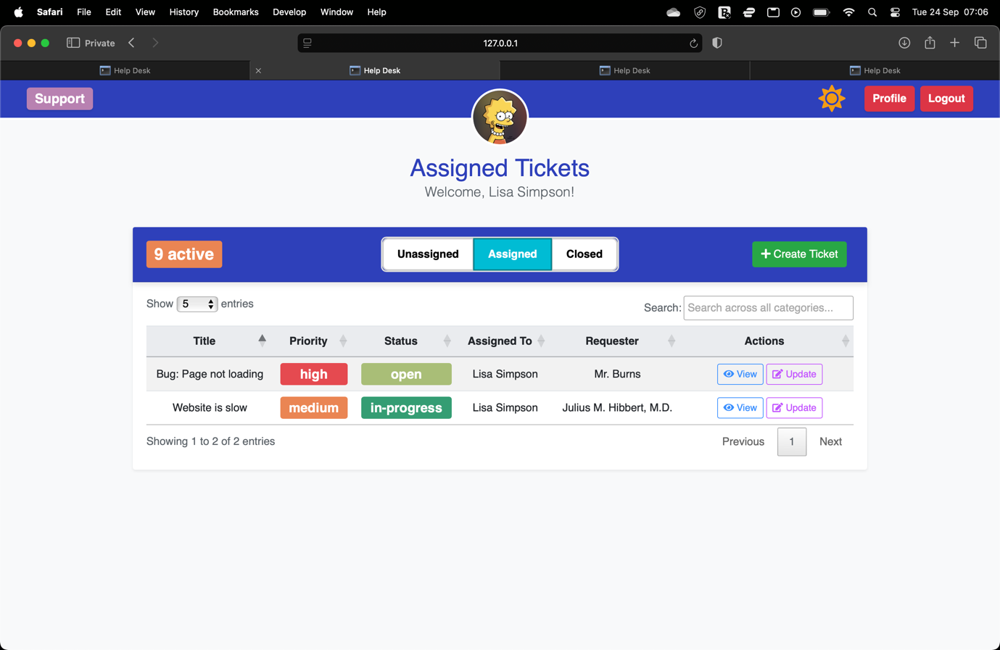 Safari File Edit View History Bookmarks Develop Window Help Tue 24 Sep 07:06
Private 127.0.0.1
Help Desk Help Desk Help Desk Help Desk
Support Profile Logout
Assigned Tickets
Welcome, Lisa Simpson!
9 active Unassigned Assigned Closed + Create Ticket
Show 5 entries Search: Search across all categories...
Title Priority Status Assigned To Requester Actions
Bug: Page not loading high open Lisa Simpson Mr. Burns View Update
Website is slow medium in-progress Lisa Simpson Julius M. Hibbert, M.D. View Update
Showing 1 to 2 of 2 entries Previous 1 Next